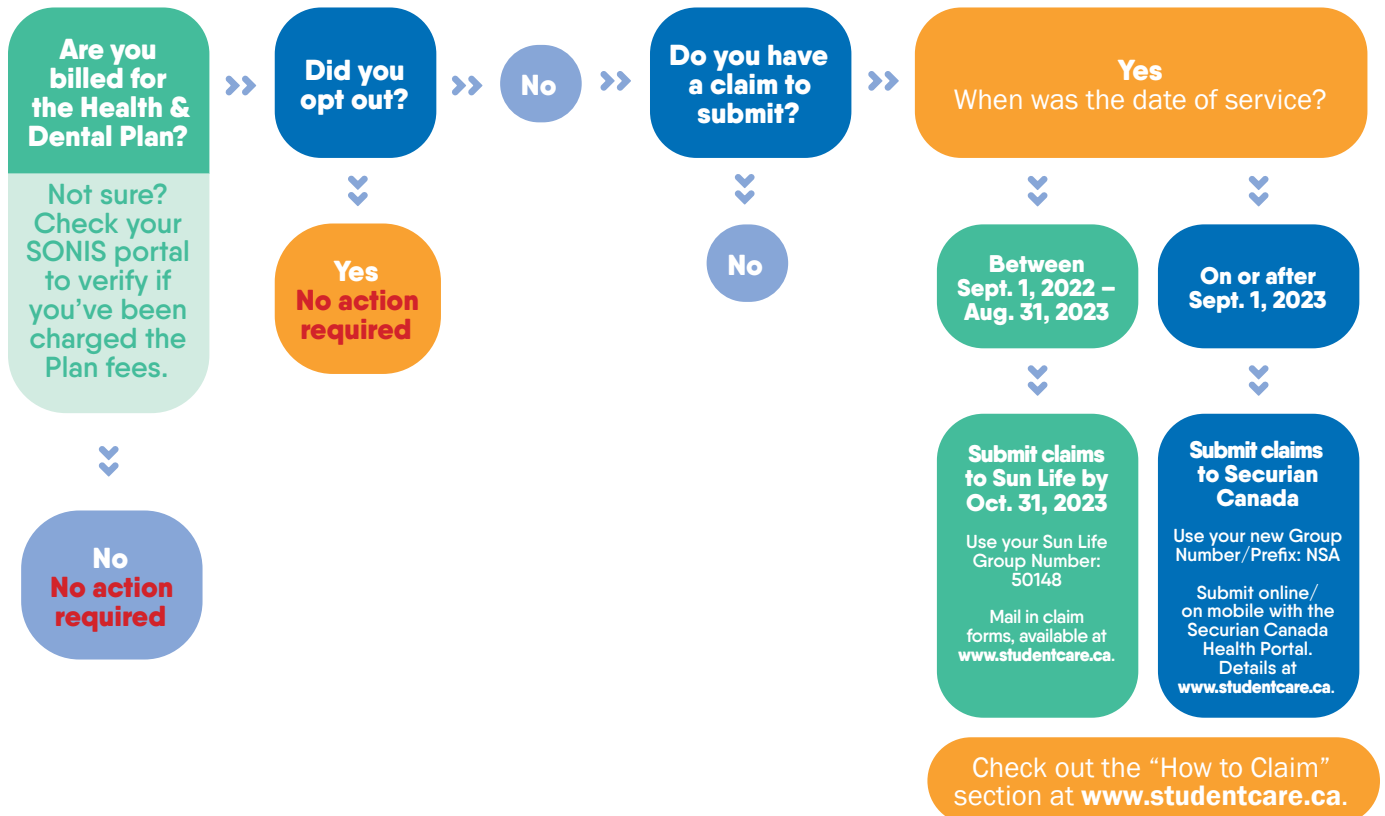 Are you
billed for
the Health &
Dental Plan?
Not sure?
Check your
SONIS portal
to verify if
you've been
charged the
Plan fees.
No
No action
required
Did you
opt out?
Yes
No action
required
No
Do you have
a claim to
submit?
No
Yes
When was the date of service?
Between
Sept. 1, 2022 –
Aug. 31, 2023
Submit claims
to Sun Life by
Oct. 31, 2023
Use your Sun Life
Group Number:
50148
Mail in claim
forms, available at
www.studentcare.ca.
On or after
Sept. 1, 2023
Submit claims
to Securian
Canada
Use your new Group
Number/Prefix: NSA
Submit online/
on mobile with the
Securian Canada
Health Portal.
Details at
www.studentcare.ca.
Check out the “How to Claim”
section at www.studentcare.ca.